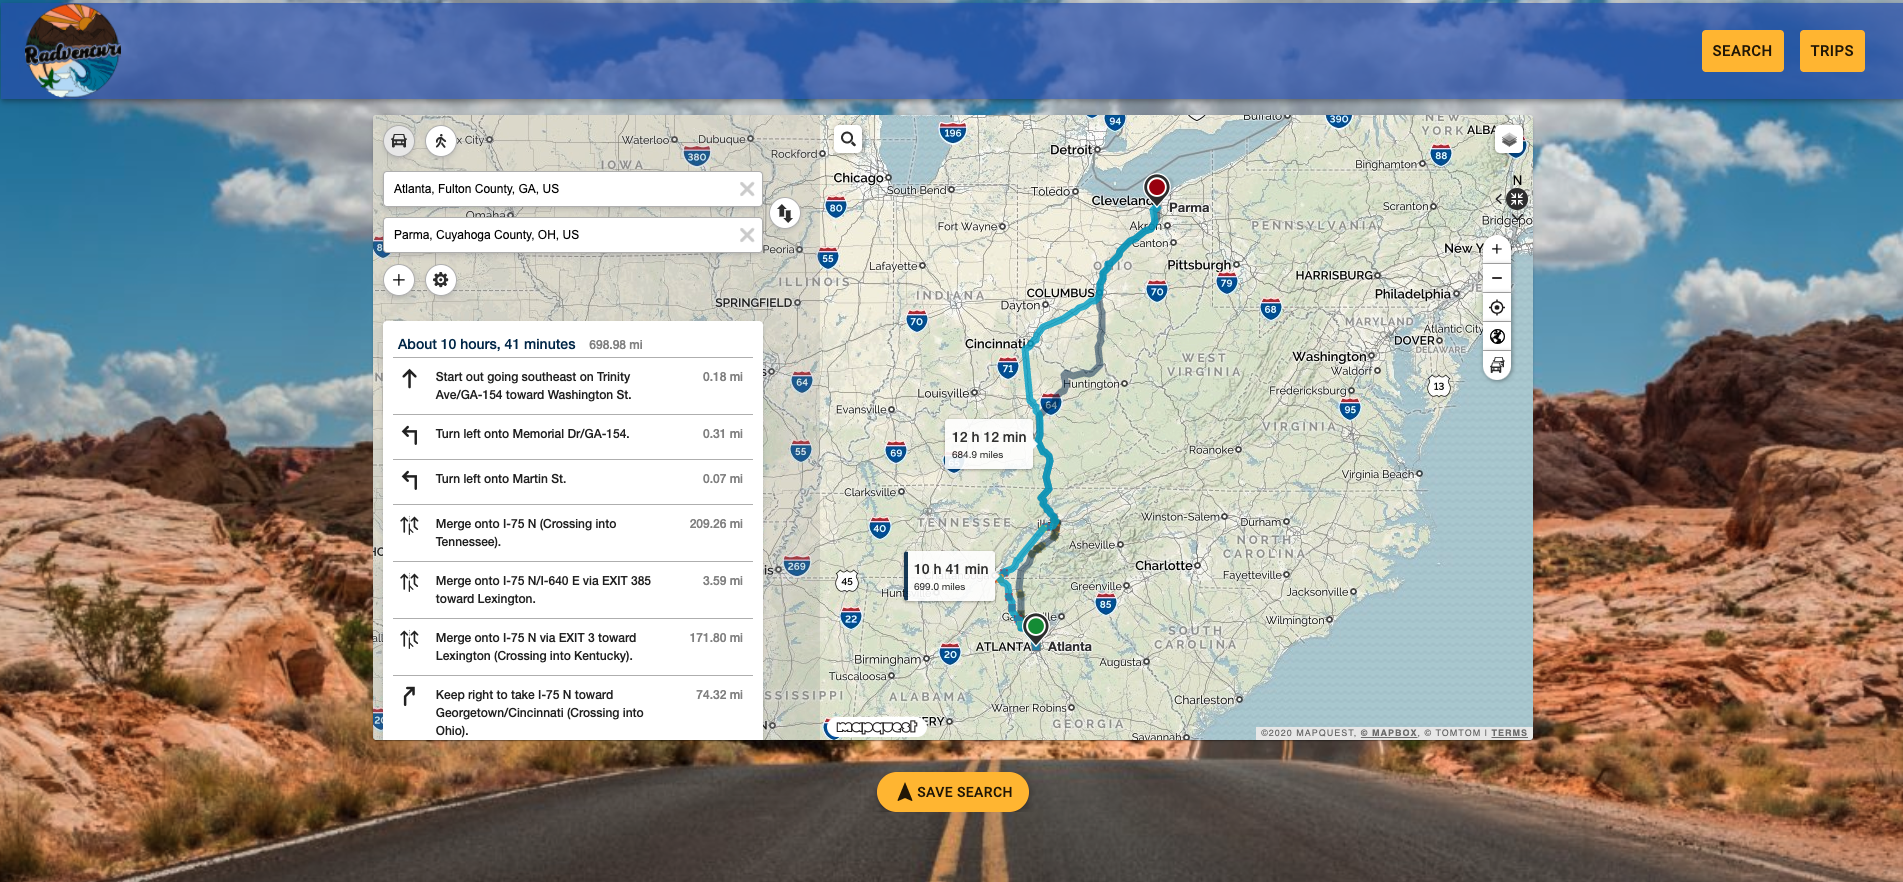 Radventure
SEARCH
TRIPS
Atlanta, Fulton County, GA, US
Parma, Cuyahoga County, OH, US
About 10 hours, 41 minutes 698.98 mi
Start out going southeast on Trinity
Ave/GA-154 toward Washington St.
0.18 mi
Turn left onto Memorial Dr/GA-154.
0.31 mi
Turn left onto Martin St.
0.07 mi
Merge onto I-75 N (Crossing into
Tennessee).
209.26 mi
Merge onto I-75 N/I-640 E via EXIT 385
toward Lexington.
3.59 mi
Merge onto I-75 N via EXIT 3 toward
Lexington (Crossing into Kentucky).
171.80 mi
Keep right to take I-75 N toward
Georgetown/Cincinnati (Crossing into
Ohio).
74.32 mi
x City
Waterloo
Dubuque
Rockford
IOWA
380
Omaha
Peoria
55
ILLINOIS
SPRINGFIELD
64
55
269
SSISSIPPI
196
94
Buffalo
390
NEW
YORK
ALBA
88
Detroit
Binghamton
Chicago
South Bend
Toledo
Cleveland
Parma
N
80
Scranton
Bridgepo
Fort Wayne
Akron
PENNSYLVANIA
Canton
New Y
Lafayette
OHIO
Pittsburgh
HARRISBURG
79
70
Philadelphia
INDIANA
COLUMBUS
Dayton
68
70
MARYLAND
Atlantic City
DOVER
DELAWARE
Cincinnati
WEST
VIRGINIA
Washington
Waldorf
71
Huntington
Fredericksburg
13
Louisville
64
95
Evansville
VIRGINIA
12 h 12 min
684.9 miles
69
Roanoke
Virginia Beach
Clarksville
TENNESSEE
40
Winston-Salem
Durham
Asheville
NORTH
CAROLINA
10 h 41 min
699.0 miles
45
Charlotte
Fayetteville
Greenville
Jacksonville
Hunt
85
22
Ga
ville
Wilmington
ATLANTA
Atlanta
SOUTH
CAROLINA
20
Birmingham
Augusta
Tuscaloosa
ALABAMA
Charleston
Warner Robins
GEORGIA
mapquest
ERY
Savannah
©2020 MAPQUEST, © MAPBOX, © TOMTOM | TERMS
SAVE SEARCH